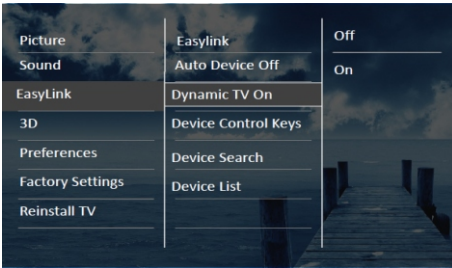 Picture
Sound
EasyLink
3D
Preferences
Factory Settings
Reinstall TV
Easylink
Auto Device Off
Dynamic TV On
Device Control Keys
Device Search
Device List
Off
On